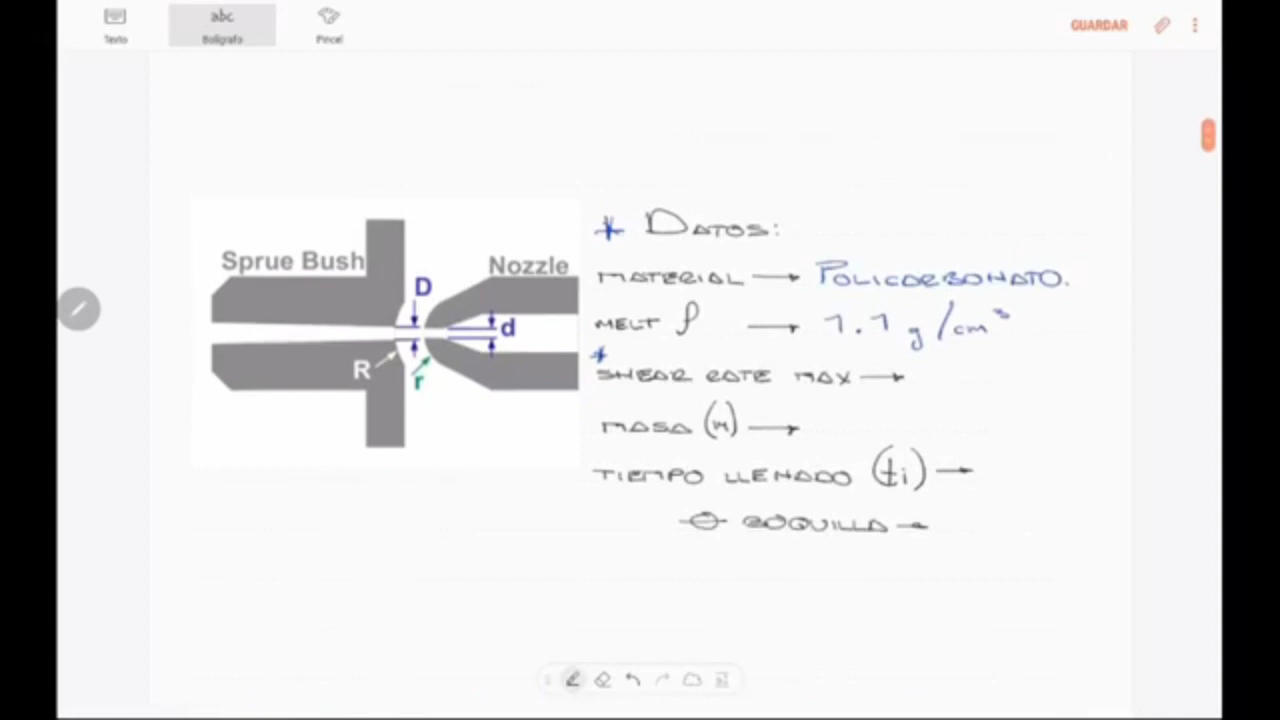 Texto
abc
Bolígrafo
Pincel
GUARDAR
Sprue Bush
Nozzle
D
d
R
r
* DATOS:
MATERIAL → POLICARBONATO.
MELT ρ → 1.1 g/cm³
* SHEAR RATE MAX →
MASA (m) →
TIEMPO LLENADO (ti) →
⌀ BOQUILLA →